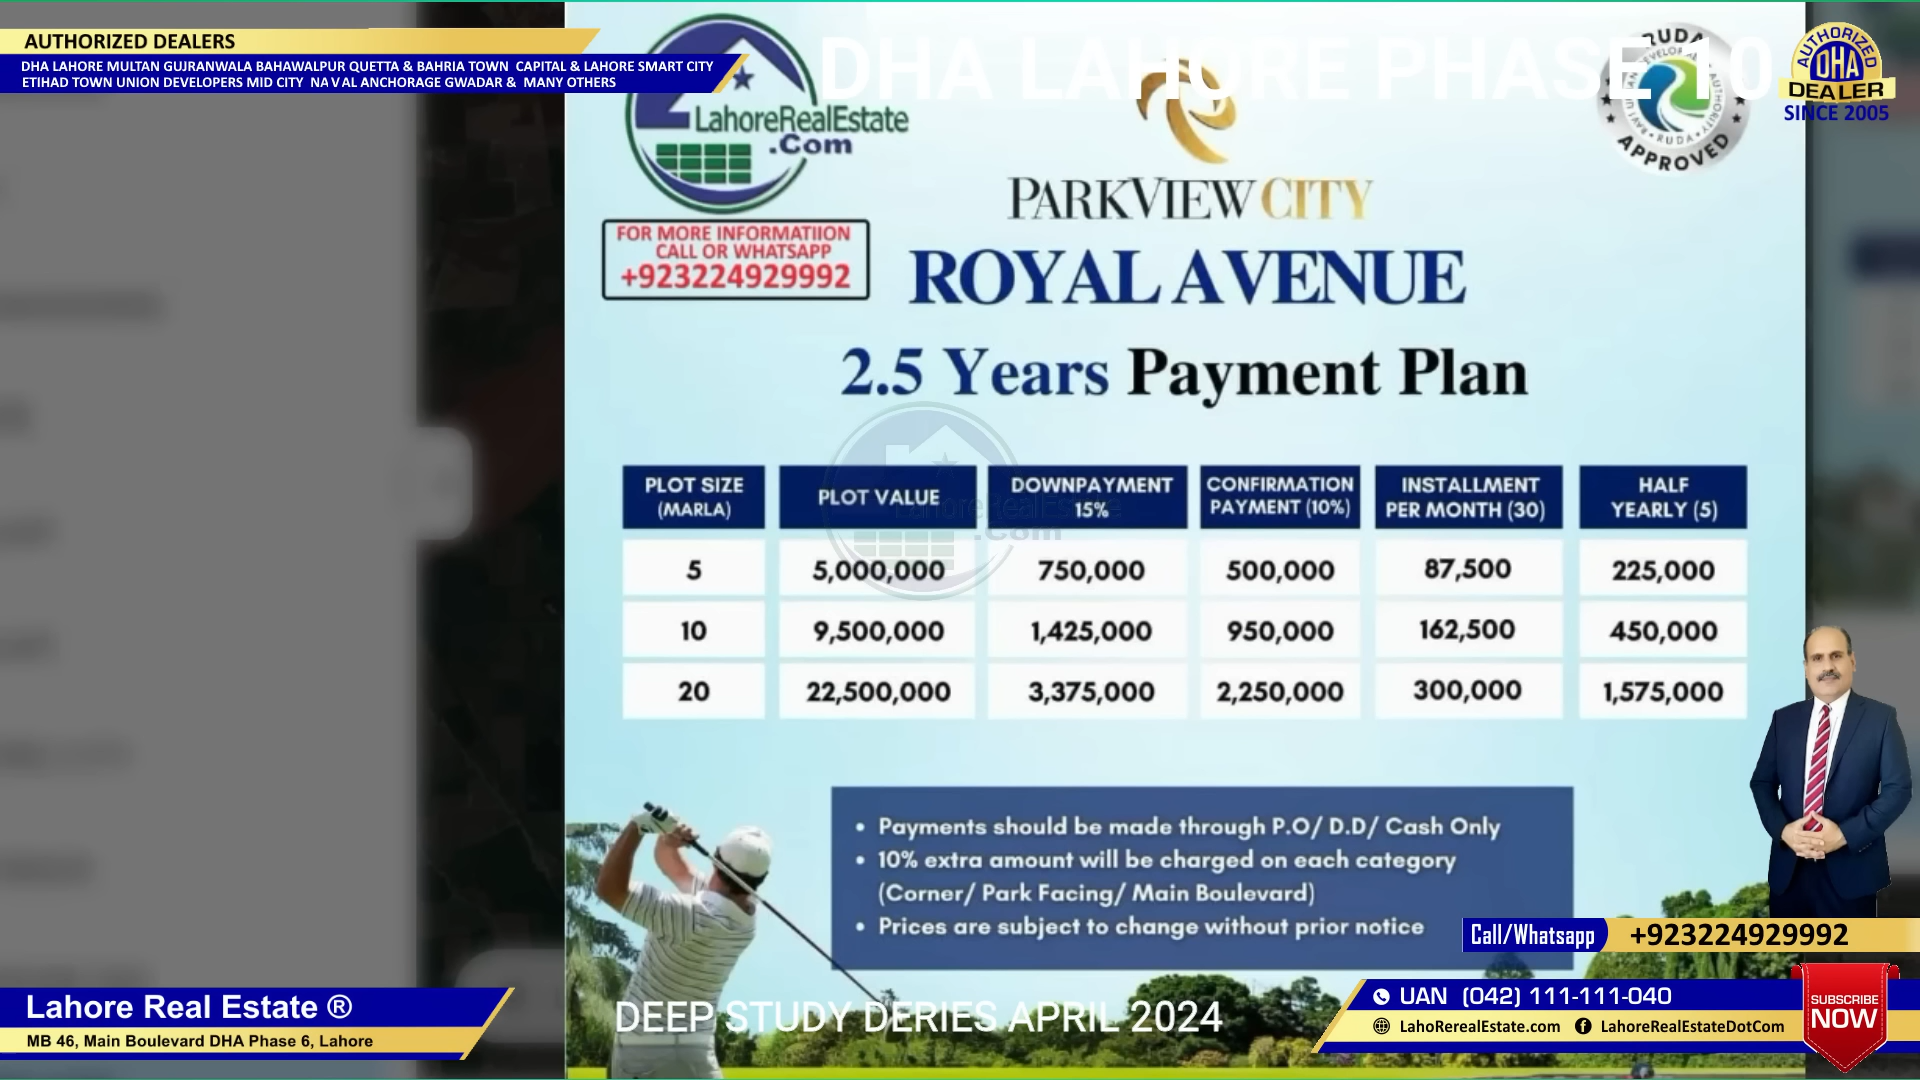 AUTHORIZED DEALERS
DHA LAHORE MULTAN GUJRANWALA BAHAWALPUR QUETTA & BAHRIA TOWN CAPITAL & LAHORE SMART CITY
ETIHAD TOWN UNION DEVELOPERS MID CITY NAVAL ANCHORAGE GWADAR & MANY OTHERS
DHA LAHORE PHASE 10
LahoreRealEstate
.Com
RUDA
APPROVED
AUTHORIZED
DHA
DEALER
SINCE 2005
PARKVIEW CITY
FOR MORE INFORMATIION
CALL OR WHATSAPP
+923224929992
ROYAL AVENUE
2.5 Years Payment Plan
PLOT SIZE (MARLA) PLOT VALUE DOWNPAYMENT 15% CONFIRMATION PAYMENT (10%) INSTALLMENT PER MONTH (30) HALF YEARLY (5)
5 5,000,000 750,000 500,000 87,500 225,000
10 9,500,000 1,425,000 950,000 162,500 450,000
20 22,500,000 3,375,000 2,250,000 300,000 1,575,000
• Payments should be made through P.O/ D.D/ Cash Only
• 10% extra amount will be charged on each category
(Corner/ Park Facing/ Main Boulevard)
• Prices are subject to change without prior notice
Call/Whatsapp +923224929992
DEEP STUDY DERIES APRIL 2024
Lahore Real Estate ®
MB 46, Main Boulevard DHA Phase 6, Lahore
UAN (042) 111-111-040
LahoRerealEstate.com LahoreRealEstateDotCom
SUBSCRIBE
NOW